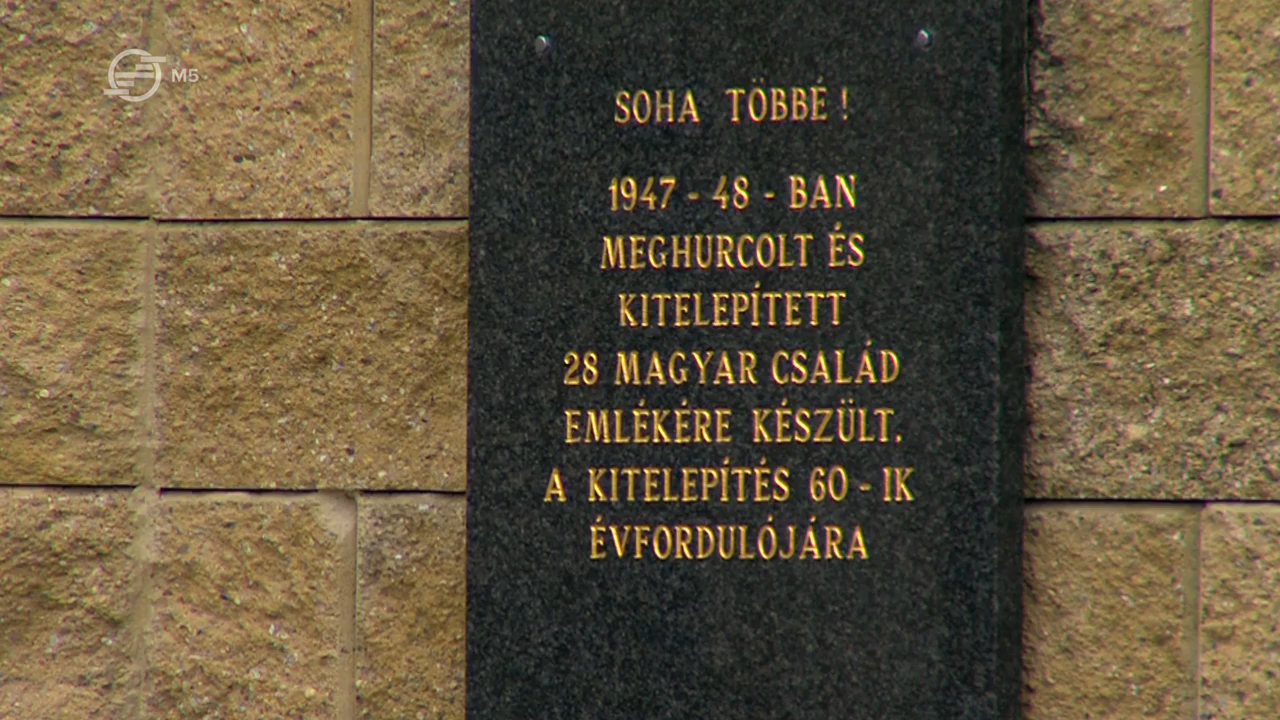 M5
SOHA TÖBBÉ !
1947 - 48 - BAN
MEGHURCOLT ÉS
KITELEPÍTETT
28 MAGYAR CSALÁD
EMLÉKÉRE KÉSZÜLT.
A KITELEPÍTÉS 60 - IK
ÉVFORDULÓJÁRA